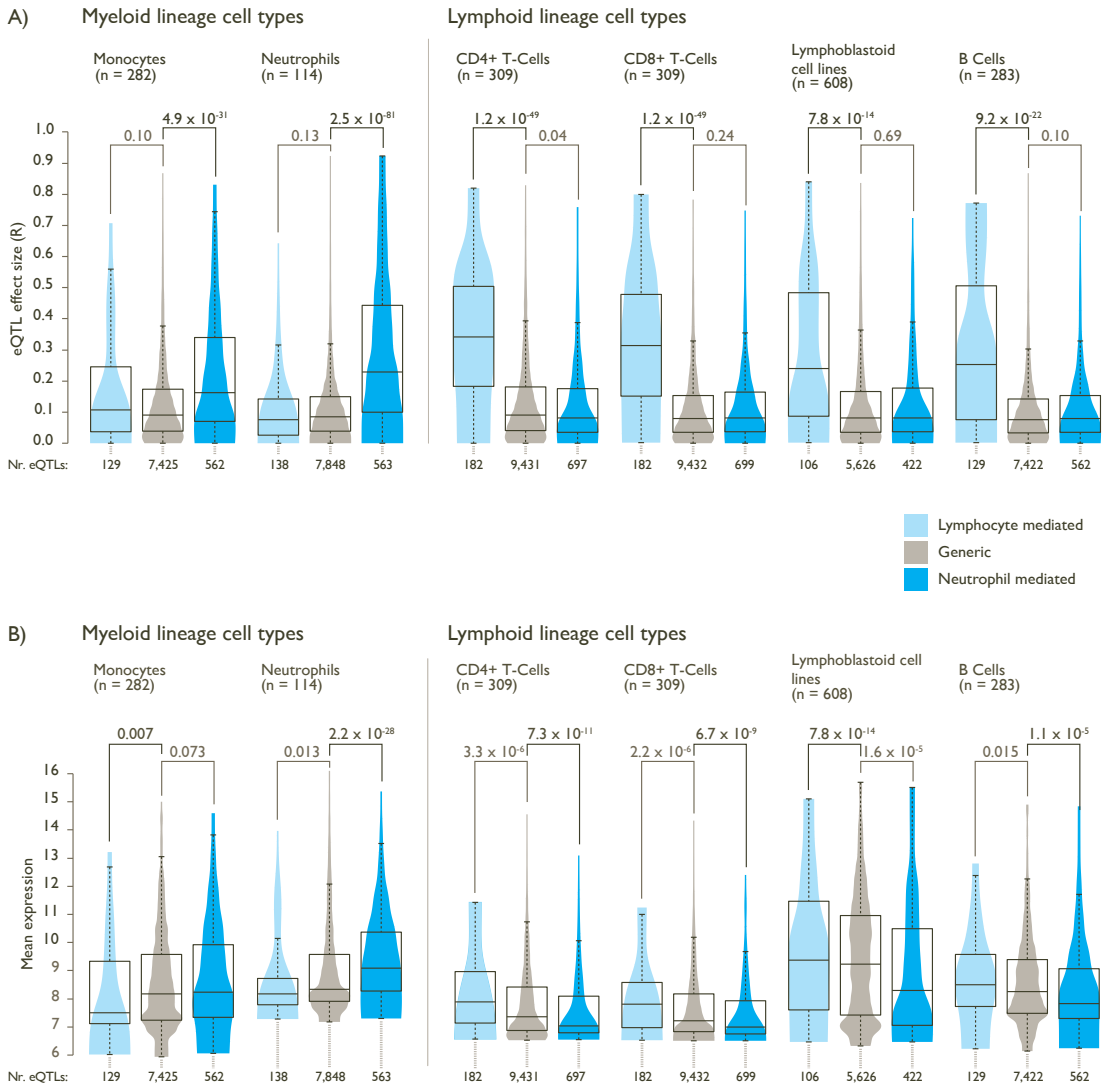 A)
Myeloid lineage cell types
Lymphoid lineage cell types
Monocytes
(n = 282)
Neutrophils
(n = 114)
CD4+ T-Cells
(n = 309)
CD8+ T-Cells
(n = 309)
Lymphoblastoid
cell lines
(n = 608)
B Cells
(n = 283)
4.9 x 10⁻³¹
2.5 x 10⁻⁸¹
1.2 x 10⁻⁴⁹
1.2 x 10⁻⁴⁹
7.8 x 10⁻¹⁴
9.2 x 10⁻²²
0.10
0.13
0.04
0.24
0.69
0.10
eQTL effect size (R)
1.0
0.9
0.8
0.7
0.6
0.5
0.4
0.3
0.2
0.1
0.0
Nr. eQTLs: 129 7,425 562 138 7,848 563 182 9,431 697 182 9,432 699 106 5,626 422 129 7,422 562
Lymphocyte mediated
Generic
Neutrophil mediated
B)
Myeloid lineage cell types
Lymphoid lineage cell types
Monocytes
(n = 282)
Neutrophils
(n = 114)
CD4+ T-Cells
(n = 309)
CD8+ T-Cells
(n = 309)
Lymphoblastoid cell
lines
(n = 608)
B Cells
(n = 283)
0.007
2.2 x 10⁻²⁸
7.3 x 10⁻¹¹
6.7 x 10⁻⁹
7.8 x 10⁻¹⁴
1.1 x 10⁻⁵
0.073
0.013
3.3 x 10⁻⁶
2.2 x 10⁻⁶
1.6 x 10⁻⁵
0.015
Mean expression
16
15
14
13
12
11
10
9
8
7
6
Nr. eQTLs: 129 7,425 562 138 7,848 563 182 9,431 697 182 9,432 699 106 5,626 422 129 7,422 562